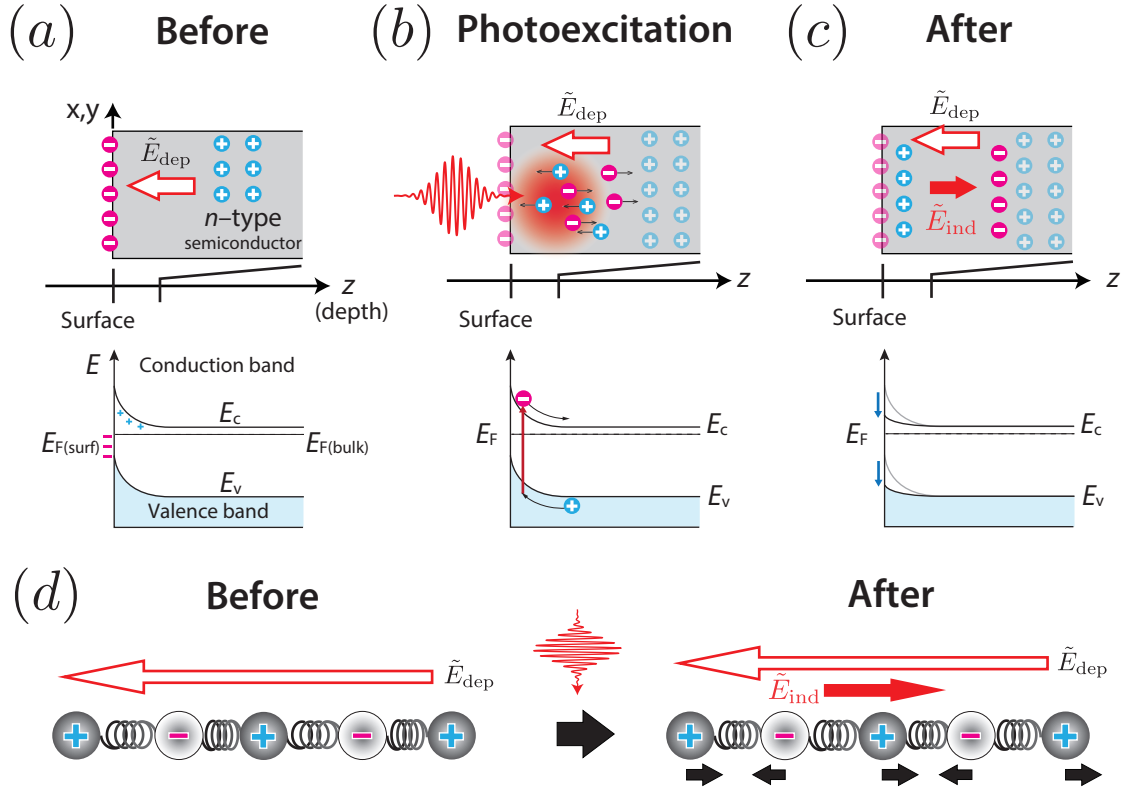 (a) Before
(b) Photoexcitation
(c) After
x,y
Ẽdep
n−type
semiconductor
z
(depth)
Surface
Ẽdep
z
Surface
Ẽdep
Ẽind
z
Surface
E
Conduction band
Ec
EF(surf)
EF(bulk)
Ev
Valence band
EF
Ec
Ev
EF
Ec
Ev
(d) Before
After
Ẽdep
Ẽdep
Ẽind